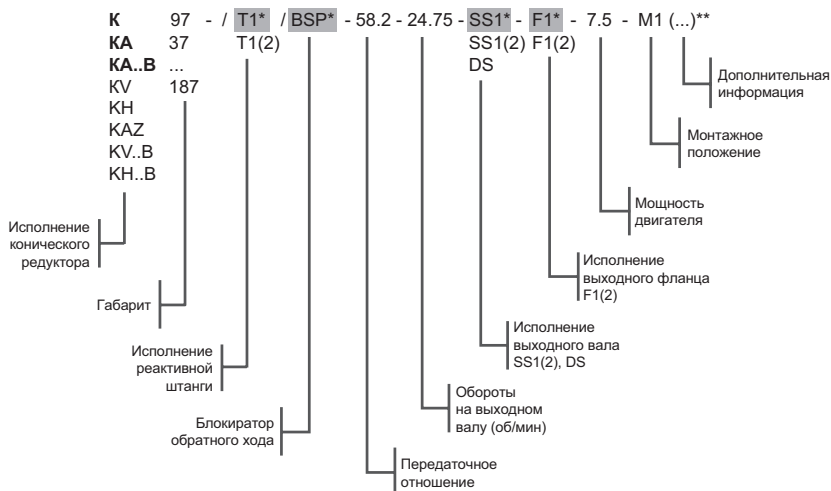 К 97 - / T1* / BSP* - 58.2 - 24.75 - SS1* - F1* - 7.5 - M1 (...)**
КА 37 T1(2) SS1(2) F1(2)
КА..В ... DS
KV 187
KH
KAZ
KV..B
KH..B
Дополнительная
информация
Монтажное
положение
Мощность
двигателя
Исполнение
конического
редуктора
Исполнение
выходного фланца
F1(2)
Габарит
Исполнение
выходного вала
SS1(2), DS
Исполнение
реактивной
штанги
Обороты
на выходном
валу (об/мин)
Блокиратор
обратного хода
Передаточное
отношение